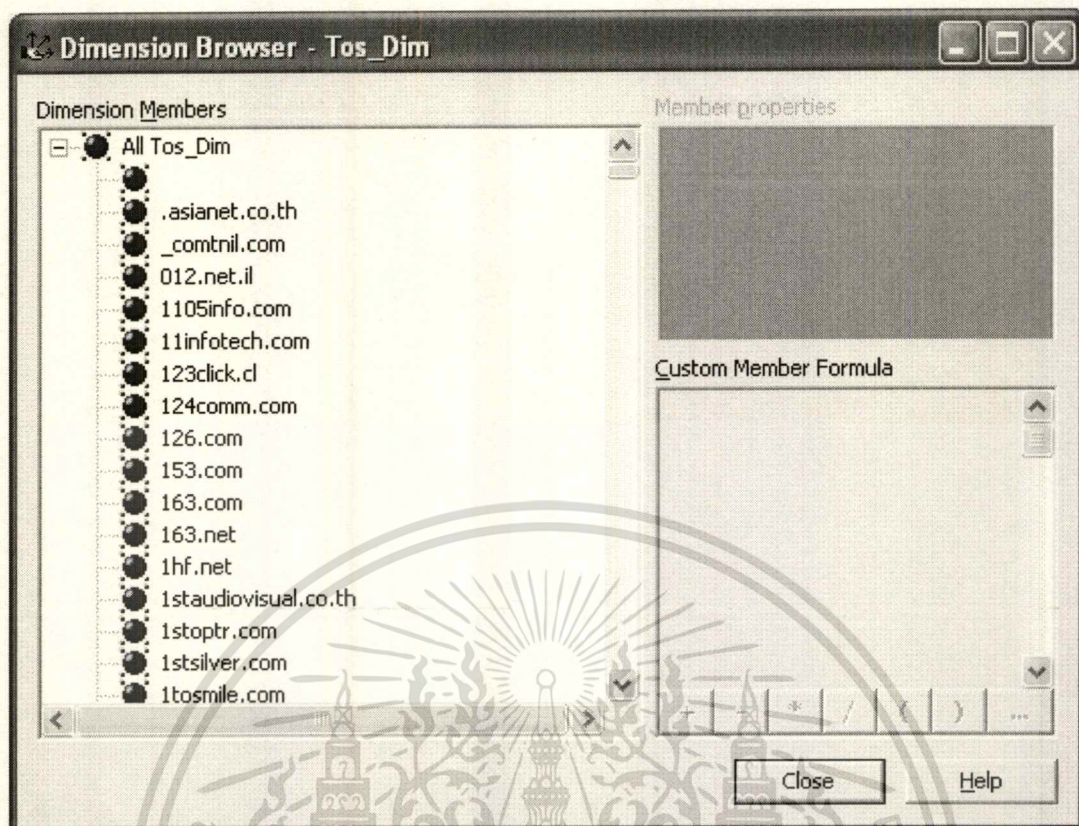 Dimension Browser - Tos_Dim
Dimension Members
All Tos_Dim
.asianet.co.th
_comtnil.com
012.net.il
1105info.com
11infotech.com
123click.cl
124comm.com
126.com
153.com
163.com
163.net
1hf.net
1staudiovisual.co.th
1stoptr.com
1stsilver.com
1tosmile.com
Member properties
Custom Member Formula
+ - * / ( ) ...
Close
Help